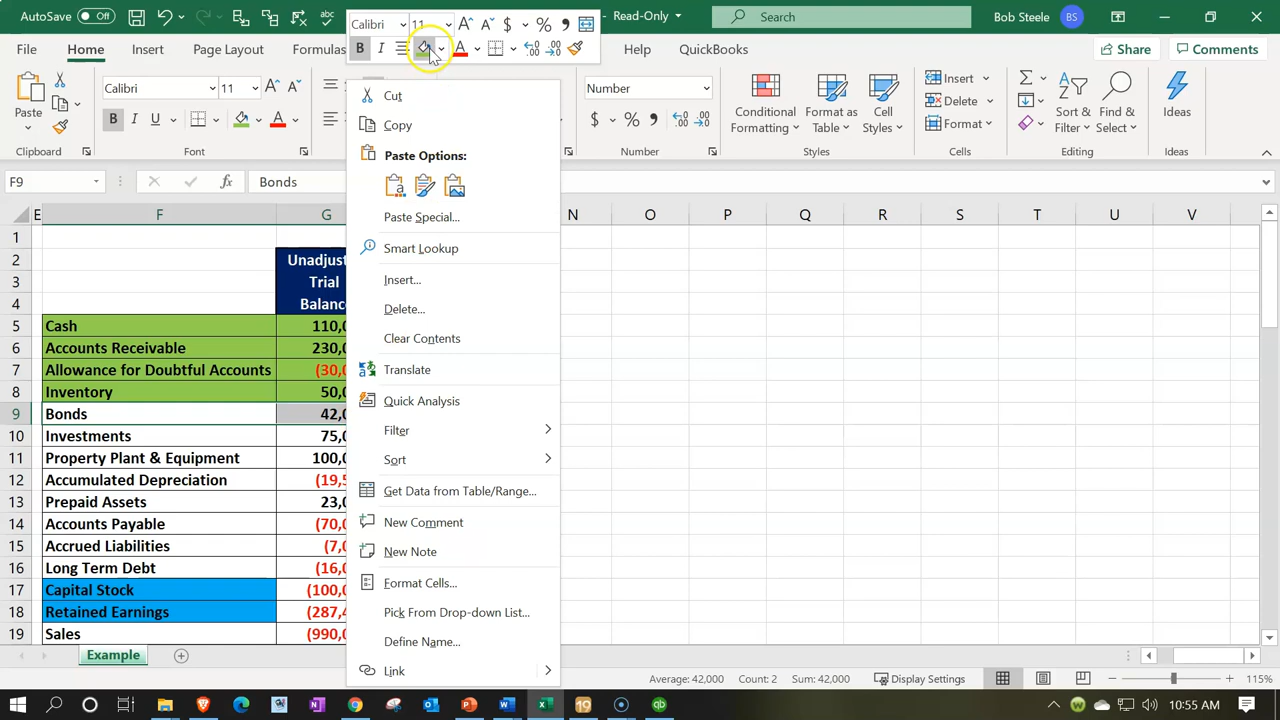 AutoSave Off
Calibri 11 $ % ,
B I A
- Read-Only
Search
Bob Steele BS
File Home Insert Page Layout Formulas Help QuickBooks
Share Comments
Paste
Calibri 11
B I U A
Clipboard Font
Number
$ % ,
Number
Conditional Formatting
Format as Table
Cell Styles
Styles
Insert
Delete
Format
Cells
Sort & Filter
Find & Select
Editing
Ideas
Ideas
F9 fx Bonds
Cut
Copy
Paste Options:
Paste Special...
Smart Lookup
Insert...
Delete...
Clear Contents
Translate
Quick Analysis
Filter
Sort
Get Data from Table/Range...
New Comment
New Note
Format Cells...
Pick From Drop-down List...
Define Name...
Link
E F G N O P Q R S T U V
1
2 Unadjust
3 Trial
4 Balance
5 Cash 110,0
6 Accounts Receivable 230,0
7 Allowance for Doubtful Accounts (30,0
8 Inventory 50,0
9 Bonds 42,0
10 Investments 75,0
11 Property Plant & Equipment 100,0
12 Accumulated Depreciation (19,5
13 Prepaid Assets 23,0
14 Accounts Payable (70,0
15 Accrued Liabilities (7,0
16 Long Term Debt (16,0
17 Capital Stock (100,0
18 Retained Earnings (287,4
19 Sales (990,0
Example
Average: 42,000 Count: 2 Sum: 42,000 Display Settings 115%
10:55 AM